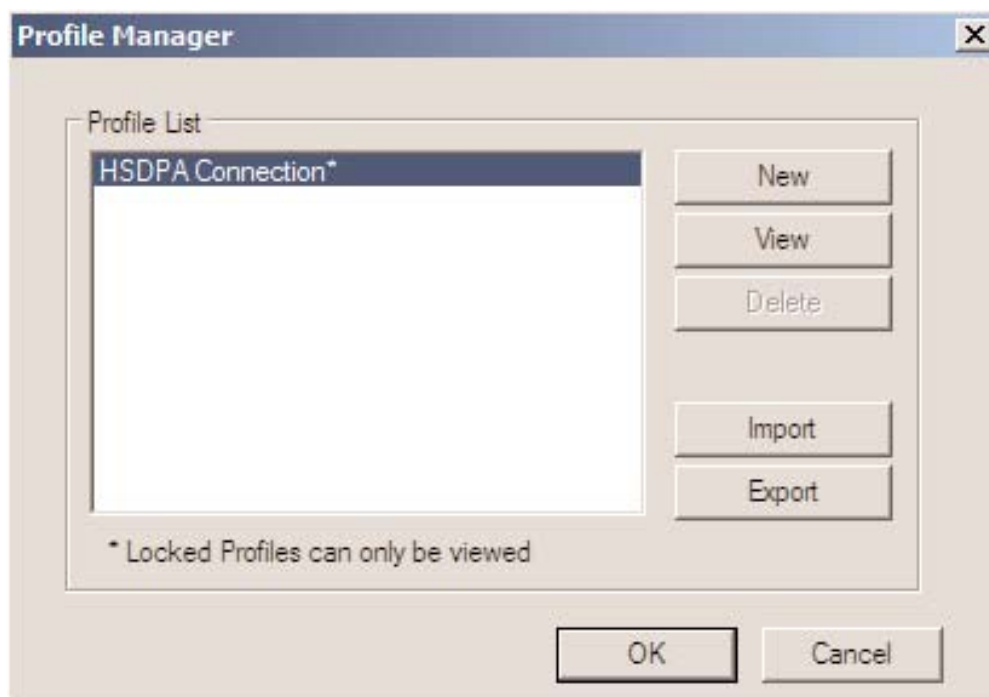 Profile Manager
Profile List
HSDPA Connection*
New
View
Delete
Import
Export
* Locked Profiles can only be viewed
OK
Cancel